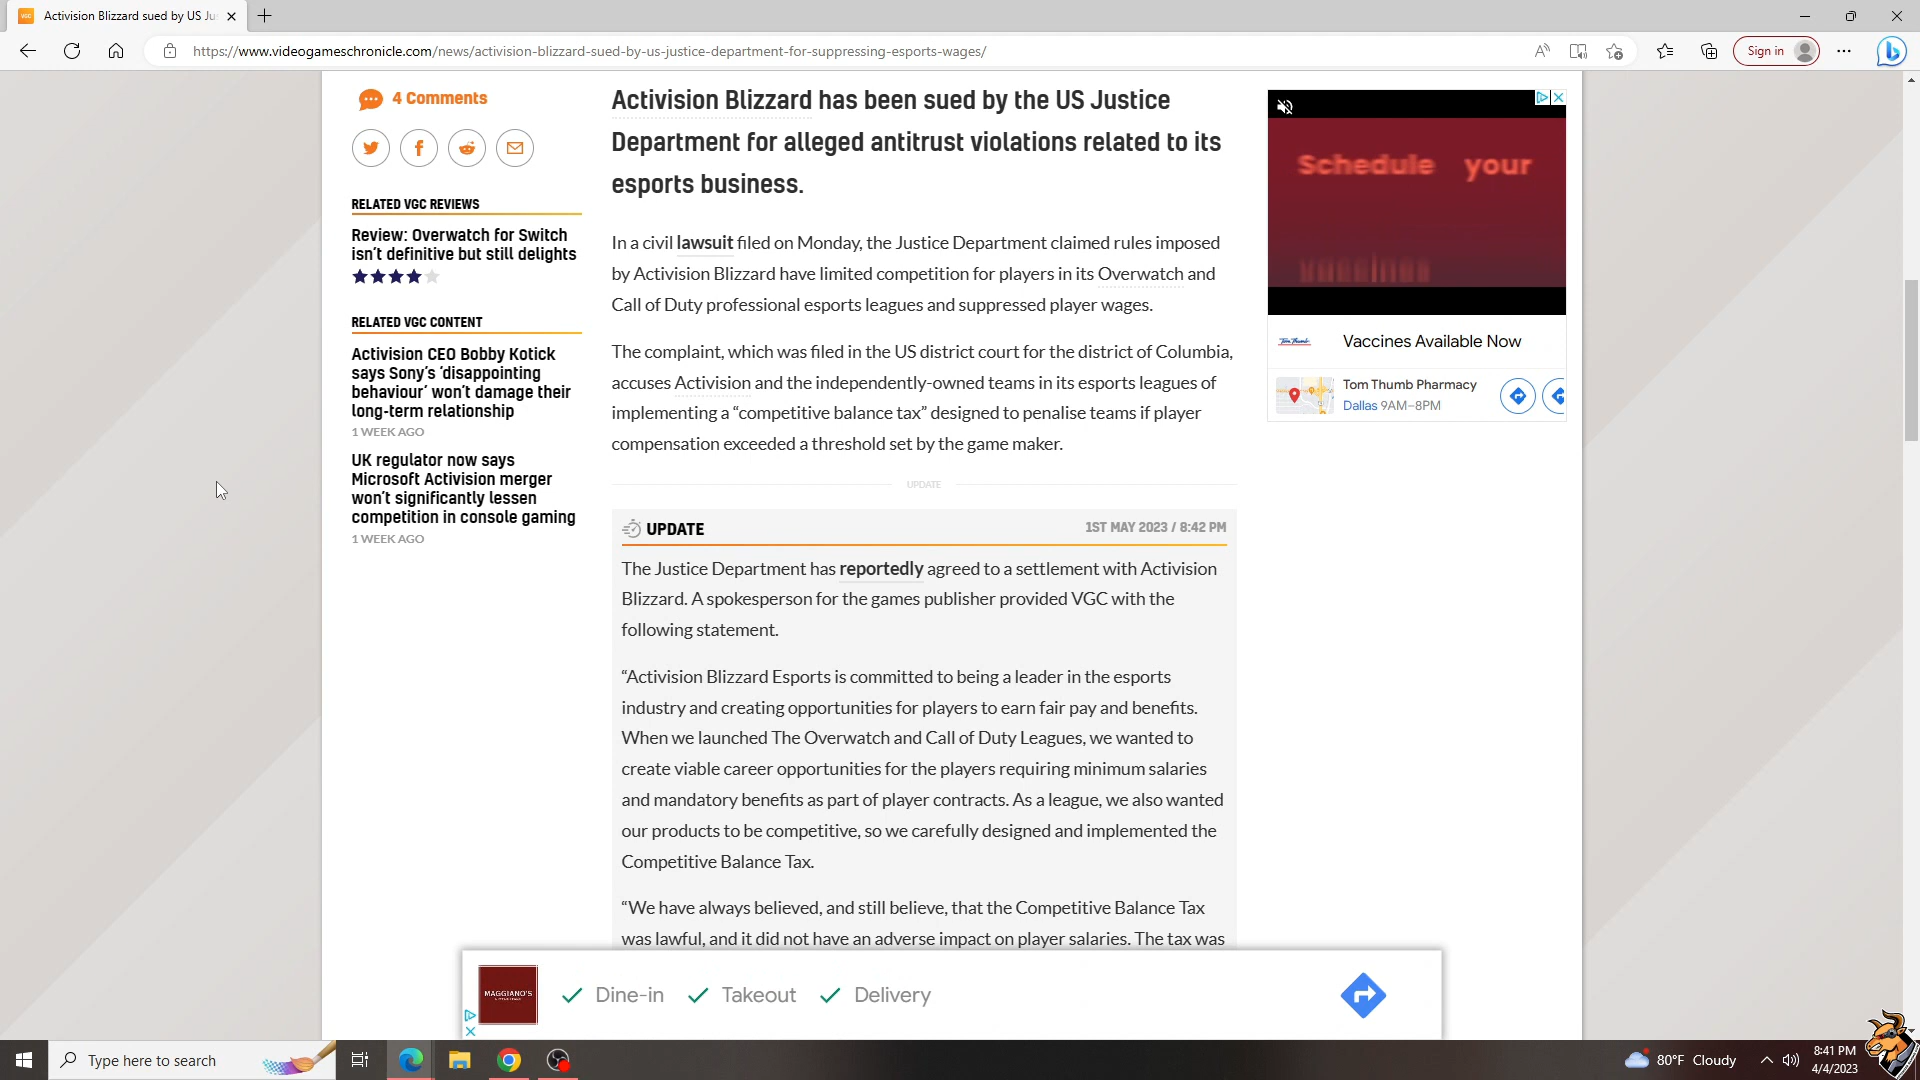 Activision Blizzard sued by US Ju
https://www.videogameschronicle.com/news/activision-blizzard-sued-by-us-justice-department-for-suppressing-esports-wages/
Sign in
4 Comments
RELATED VGC REVIEWS
Review: Overwatch for Switch
isn't definitive but still delights
RELATED VGC CONTENT
Activision CEO Bobby Kotick
says Sony's 'disappointing
behaviour' won't damage their
long-term relationship
1 WEEK AGO
UK regulator now says
Microsoft Activision merger
won't significantly lessen
competition in console gaming
1 WEEK AGO
Activision Blizzard has been sued by the US Justice
Department for alleged antitrust violations related to its
esports business.
In a civil lawsuit filed on Monday, the Justice Department claimed rules imposed
by Activision Blizzard have limited competition for players in its Overwatch and
Call of Duty professional esports leagues and suppressed player wages.
The complaint, which was filed in the US district court for the district of Columbia,
accuses Activision and the independently-owned teams in its esports leagues of
implementing a “competitive balance tax” designed to penalise teams if player
compensation exceeded a threshold set by the game maker.
UPDATE
UPDATE
1ST MAY 2023 / 8:42 PM
The Justice Department has reportedly agreed to a settlement with Activision
Blizzard. A spokesperson for the games publisher provided VGC with the
following statement.
“Activision Blizzard Esports is committed to being a leader in the esports
industry and creating opportunities for players to earn fair pay and benefits.
When we launched The Overwatch and Call of Duty Leagues, we wanted to
create viable career opportunities for the players requiring minimum salaries
and mandatory benefits as part of player contracts. As a league, we also wanted
our products to be competitive, so we carefully designed and implemented the
Competitive Balance Tax.
“We have always believed, and still believe, that the Competitive Balance Tax
was lawful, and it did not have an adverse impact on player salaries. The tax was
Schedule your
vaccines
Tom Thumb
Vaccines Available Now
Tom Thumb Pharmacy
Dallas 9AM–8PM
MAGGIANO'S
Dine-in
Takeout
Delivery
Type here to search
80°F Cloudy
8:41 PM
4/4/2023